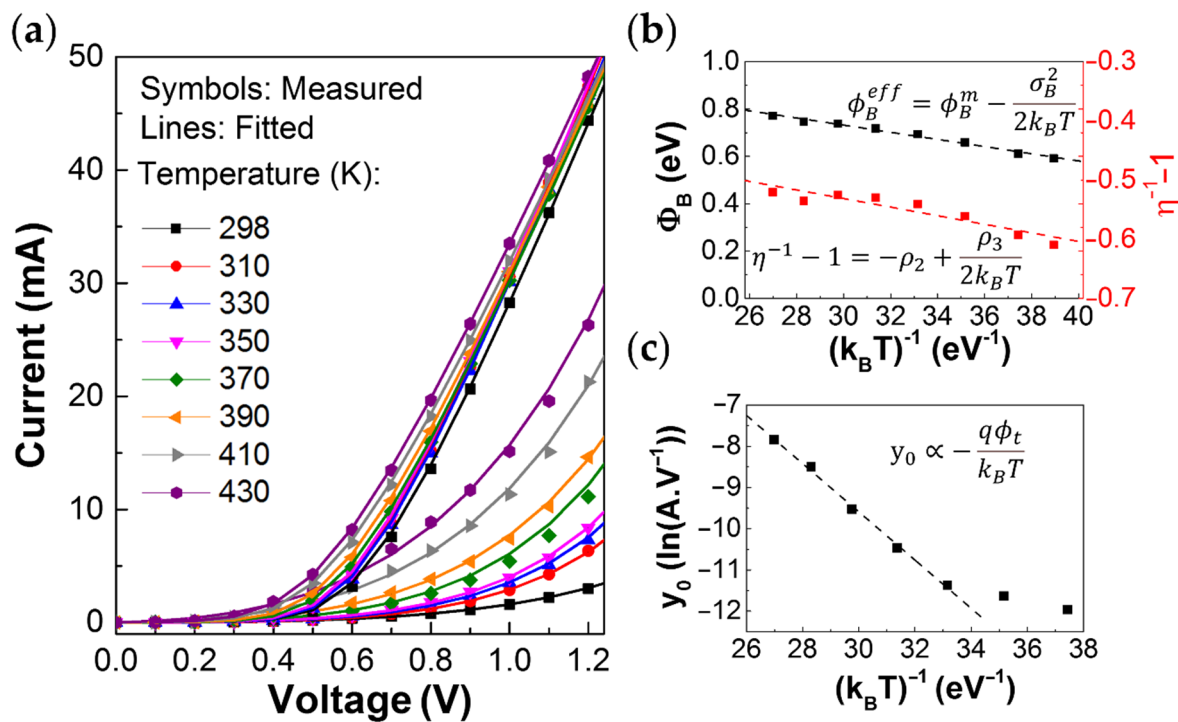 (a)
50
40
30
20
10
0
Current (mA)
Symbols: Measured
Lines: Fitted
Temperature (K):
298
310
330
350
370
390
410
430
0.0 0.2 0.4 0.6 0.8 1.0 1.2
Voltage (V)
(b)
1.0
0.8
0.6
0.4
0.2
0.0
Φ_B (eV)
ϕ_B^{eff} = ϕ_B^m − σ_B^2/2k_BT
η^{-1} − 1 = −ρ_2 + ρ_3/2k_BT
−0.3
−0.4
−0.5
−0.6
−0.7
η^{-1}−1
26 28 30 32 34 36 38 40
(k_BT)^{-1} (eV^{-1})
(c)
−7
−8
−9
−10
−11
−12
y_0 (ln(A.V^{-1}))
y_0 ∝ − qϕ_t/k_BT
26 28 30 32 34 36 38
(k_BT)^{-1} (eV^{-1})